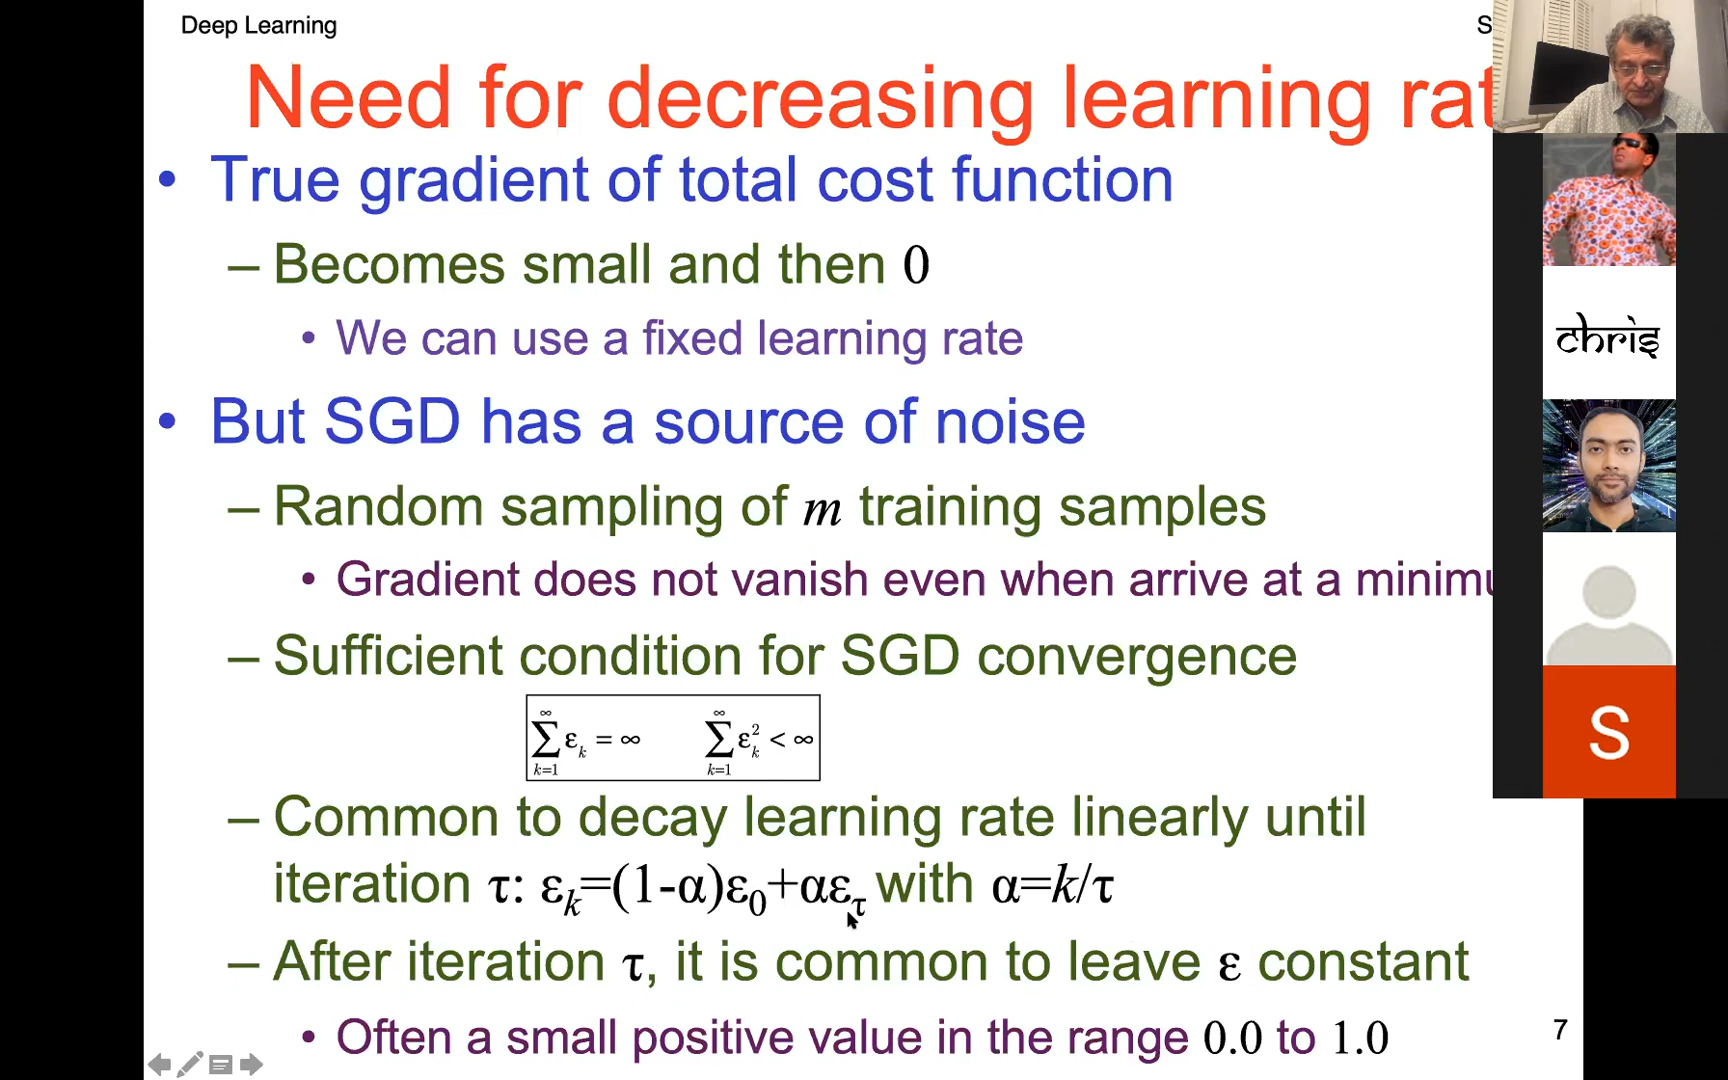 Deep Learning
S
Need for decreasing learning rat
• True gradient of total cost function
– Becomes small and then 0
• We can use a fixed learning rate
• But SGD has a source of noise
– Random sampling of m training samples
• Gradient does not vanish even when arrive at a minimu
– Sufficient condition for SGD convergence
∑_{k=1}^{∞} ε_k = ∞    ∑_{k=1}^{∞} ε_k^2 < ∞
– Common to decay learning rate linearly until
iteration τ: ε_k=(1-α)ε_0+αε_τ with α=k/τ
– After iteration τ, it is common to leave ε constant
• Often a small positive value in the range 0.0 to 1.0
7
chris
S